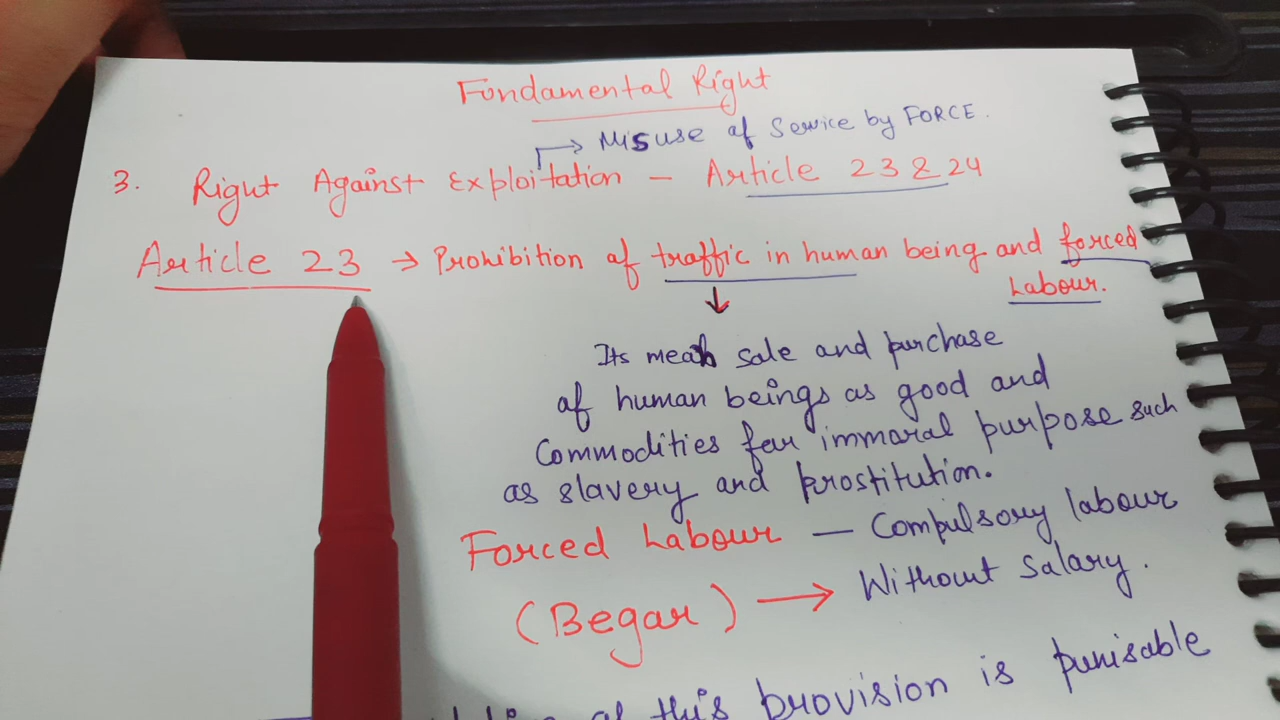 Fundamental Right
→ Misuse of Service by FORCE.
3. Right Against Exploitation - Article 23 & 24
Article 23 → Prohibition of traffic in human being and forced
Labour.
Its mean sale and purchase
of human beings as good and
Commodities for immoral purpose such
as slavery and prostitution.
Forced Labour - Compulsory labour
(Begar) → Without Salary.
of this provision is punisable